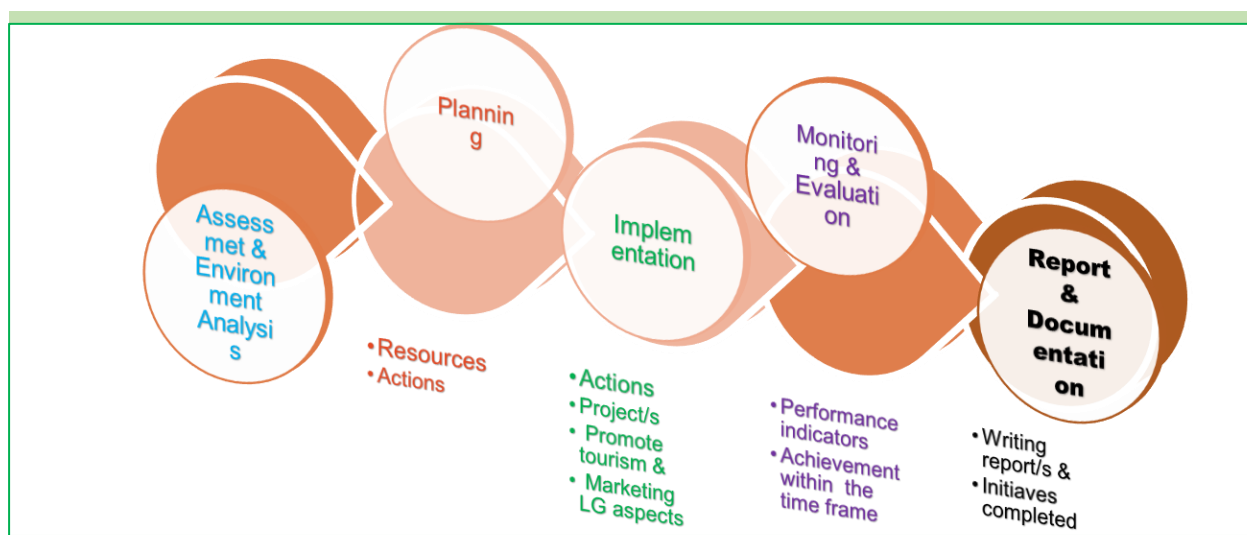 Assess
met &
Environ
ment
Analysi
s
Plannin
g
• Resources
• Actions
Implem
entation
• Actions
• Project/s
• Promote
tourism &
• Marketing
LG aspects
Monitori
ng &
Evaluati
on
• Performance
indicators
• Achievement
within the
time frame
Report
&
Docum
entati
on
• Writing
report/s &
• Initiaves
completed